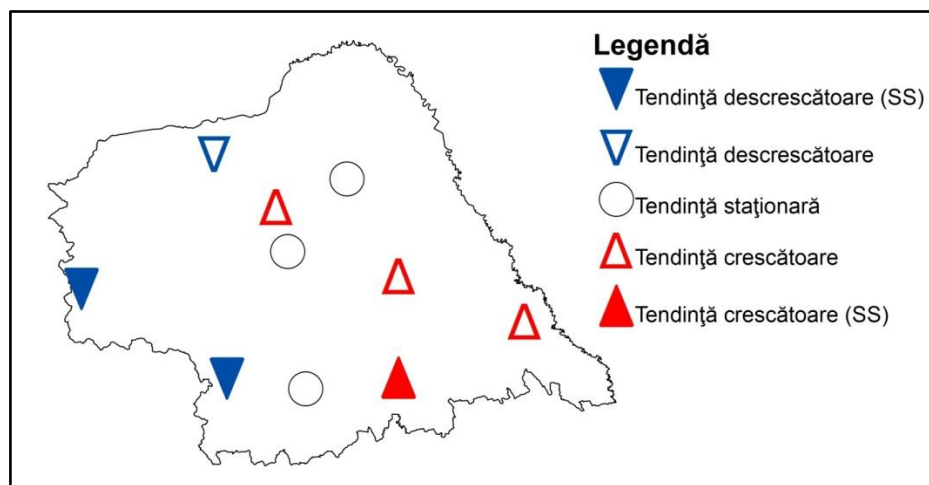 Legendă
Tendinţă descrescătoare (SS)
Tendinţă descrescătoare
Tendinţă staţionară
Tendinţă crescătoare
Tendinţă crescătoare (SS)